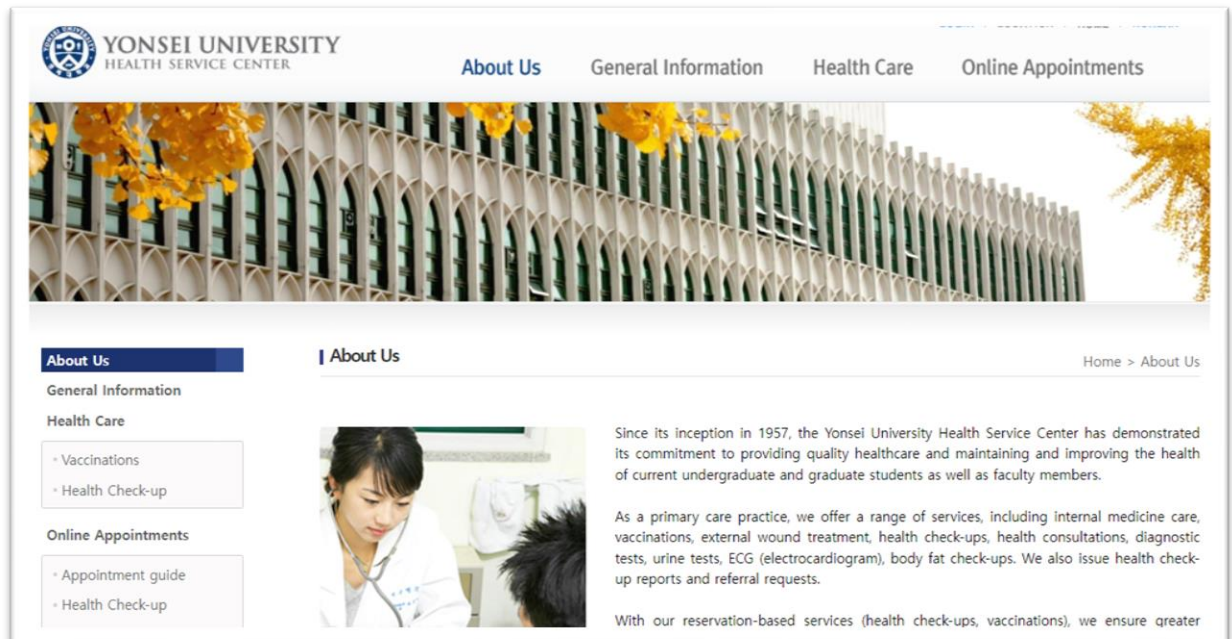 YONSEI UNIVERSITY
HEALTH SERVICE CENTER
About Us
General Information
Health Care
Online Appointments
About Us
General Information
Health Care
Vaccinations
Health Check-up
Online Appointments
Appointment guide
Health Check-up
About Us
Home > About Us
Since its inception in 1957, the Yonsei University Health Service Center has demonstrated
its commitment to providing quality healthcare and maintaining and improving the health
of current undergraduate and graduate students as well as faculty members.
As a primary care practice, we offer a range of services, including internal medicine care,
vaccinations, external wound treatment, health check-ups, health consultations, diagnostic
tests, urine tests, ECG (electrocardiogram), body fat check-ups. We also issue health check-
up reports and referral requests.
With our reservation-based services (health check-ups, vaccinations), we ensure greater